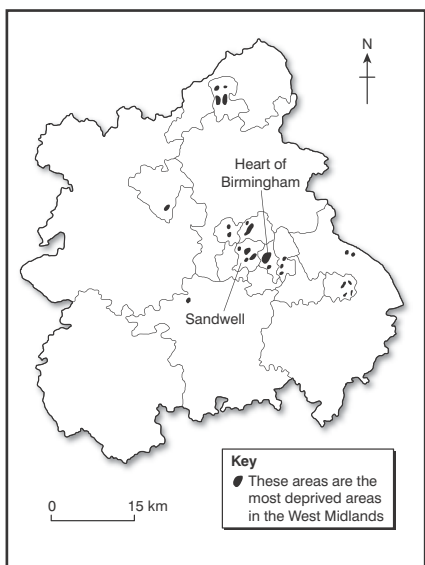 N
Heart of
Birmingham
Sandwell
Key
These areas are the
most deprived areas
in the West Midlands
0 15 km